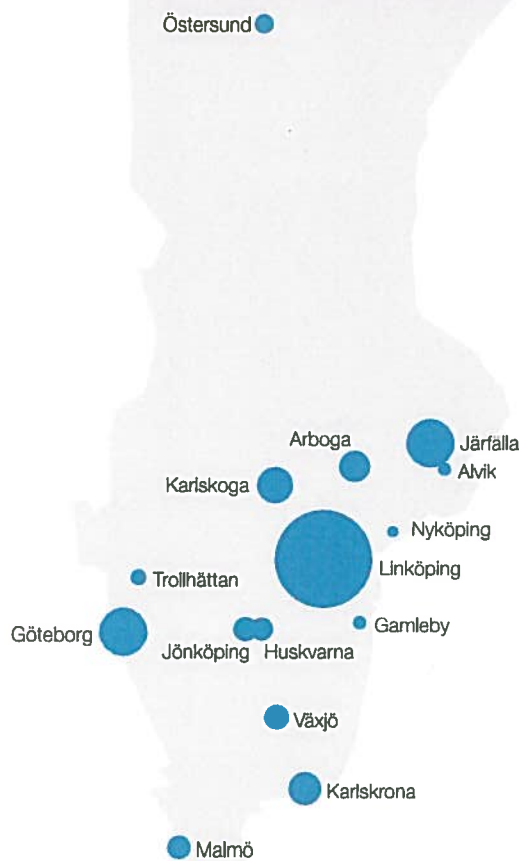 Östersund
Arboga
Järfälla
Alvik
Karlskoga
Nyköping
Linköping
Trollhättan
Göteborg
Gamleby
Jönköping
Huskvarna
Växjö
Karlskrona
Malmö